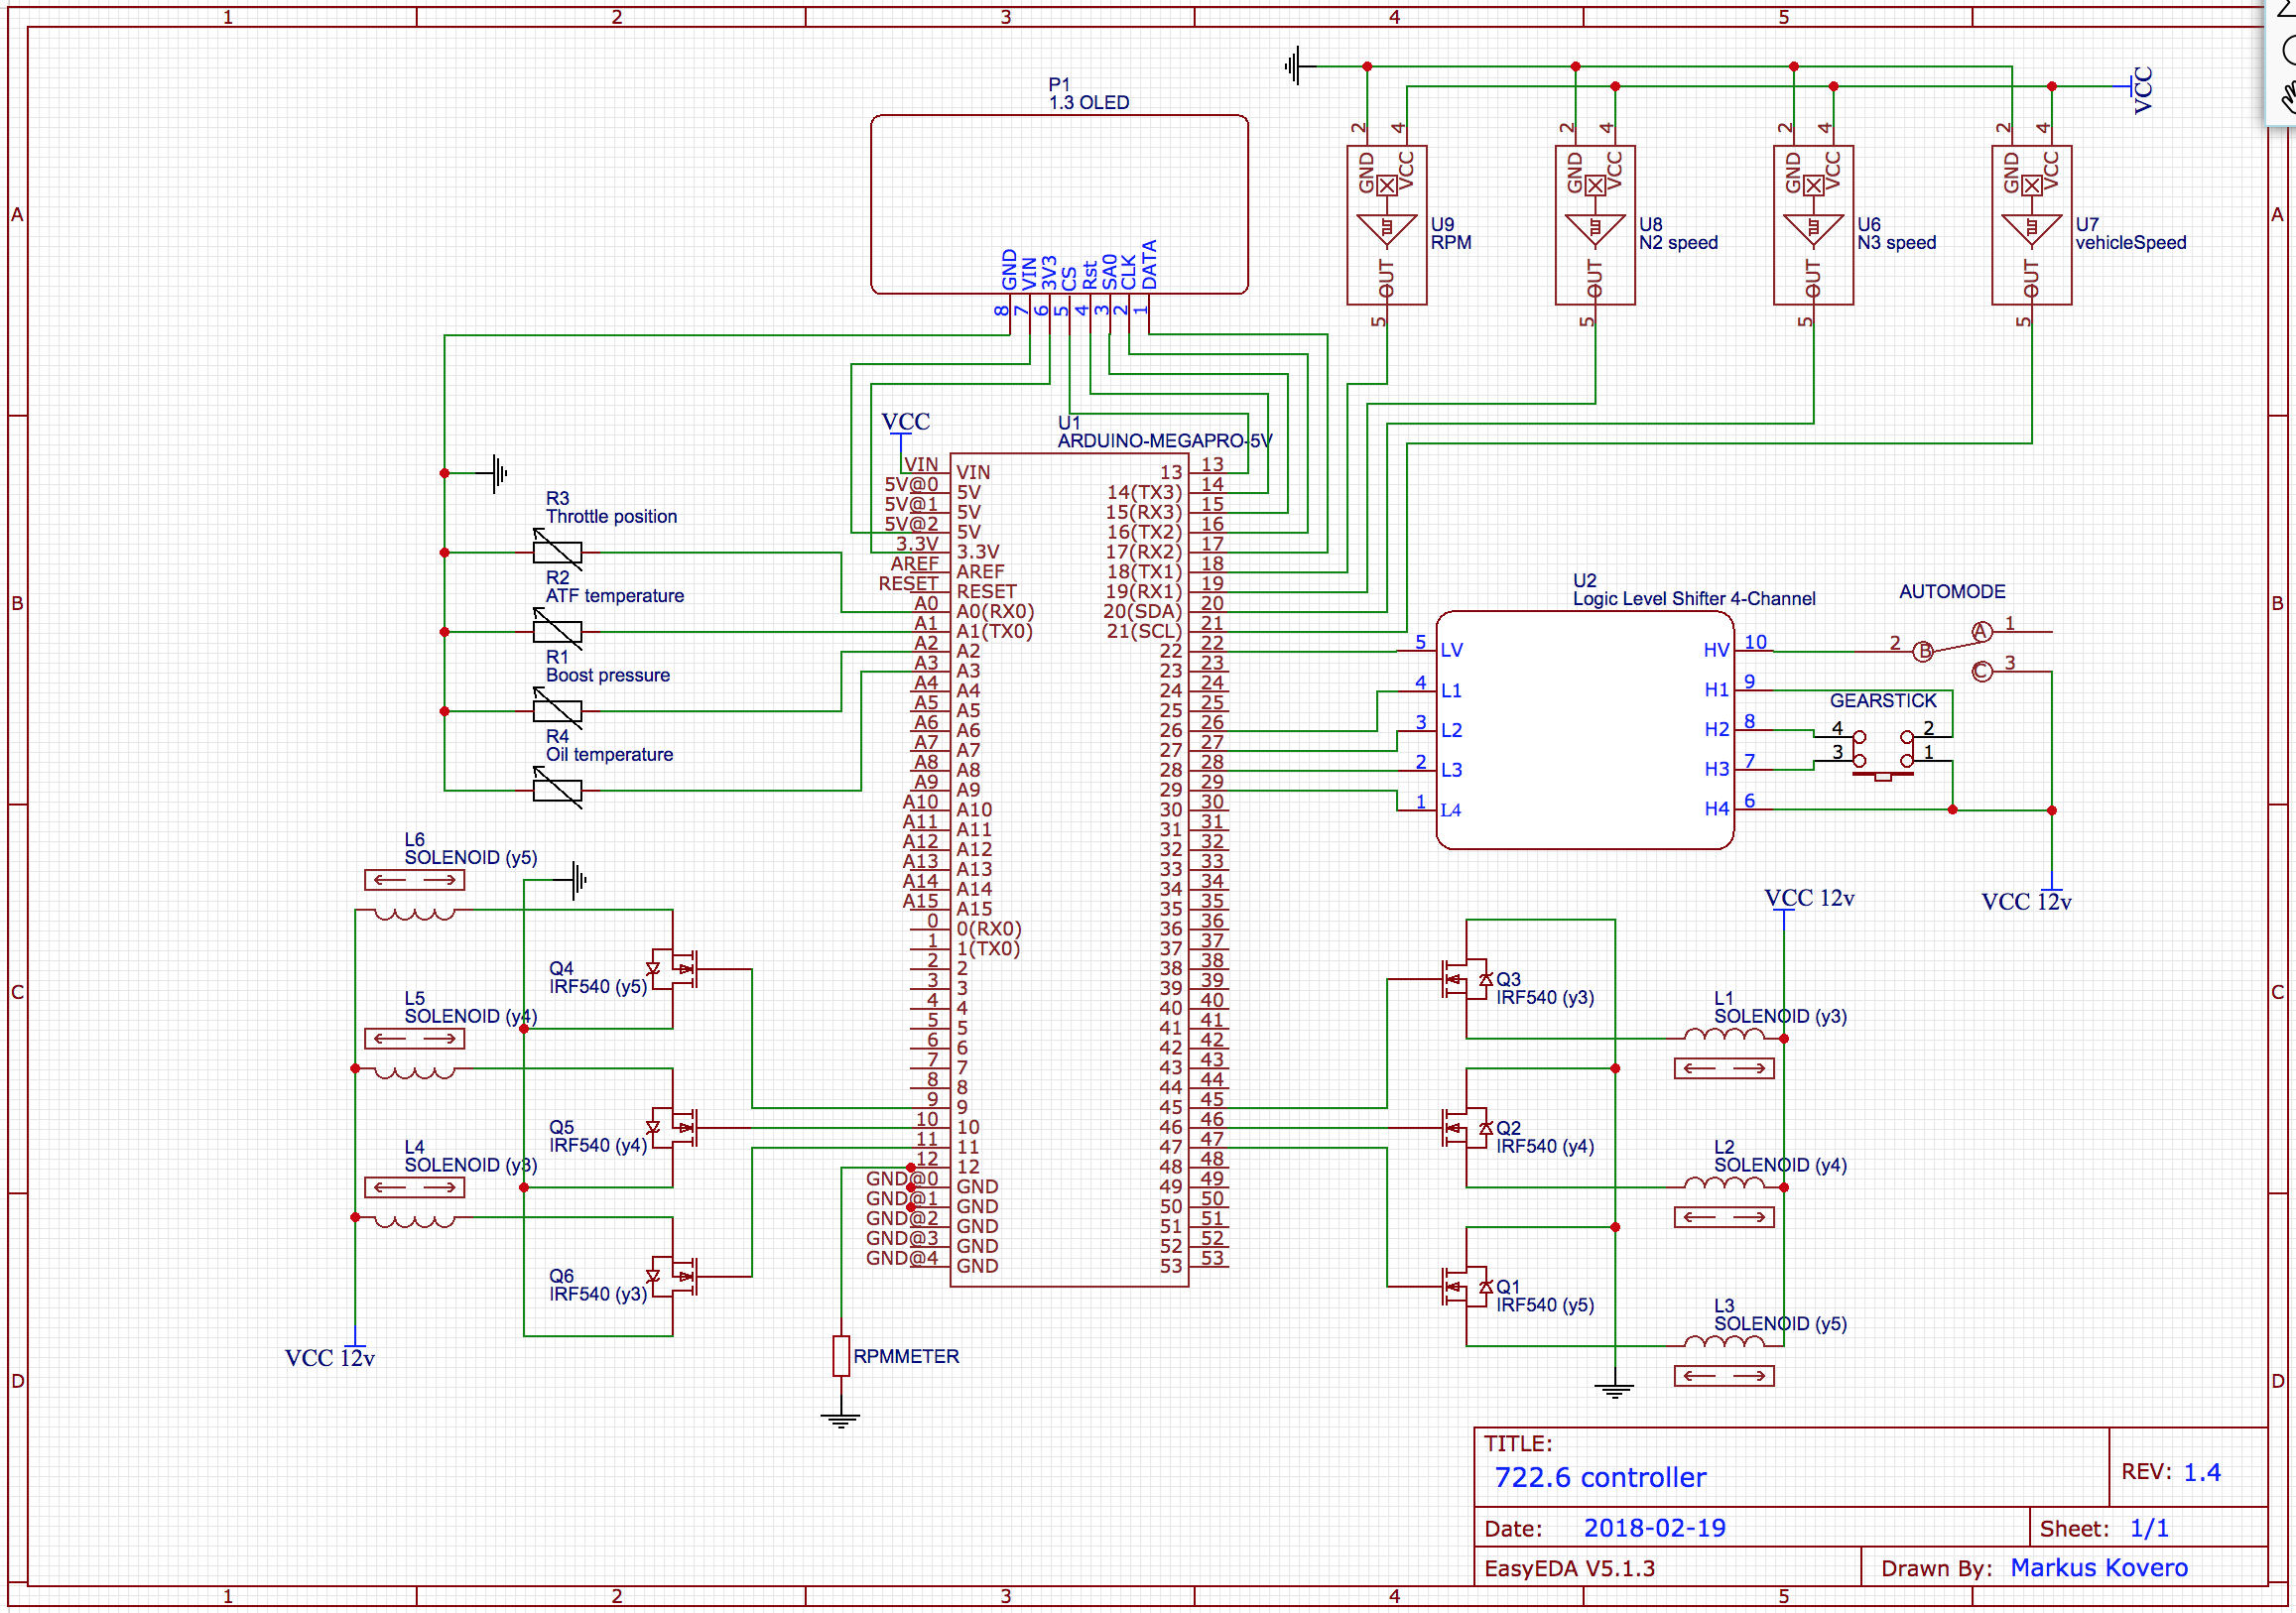 1 2 3 4 5
A
B
C
D
A
B
C
D
P1
1.3 OLED
GND VIN 3V3 CS Rst SA0 CLK DATA
8 7 6 5 4 3 2 1
VCC
2 4
GND VCC
OUT
5
U9
RPM
2 4
GND VCC
OUT
5
U8
N2 speed
2 4
GND VCC
OUT
5
U6
N3 speed
2 4
GND VCC
OUT
5
U7
vehicleSpeed
VCC
U1
ARDUINO-MEGAPRO-5V
VIN VIN 13 13
5V@0 5V 14(TX3) 14
5V@1 5V 15(RX3) 15
5V@2 5V 16(TX2) 16
3.3V 3.3V 17(RX2) 17
AREF AREF 18(TX1) 18
RESET RESET 19(RX1) 19
A0 A0(RX0) 20(SDA) 20
A1 A1(TX0) 21(SCL) 21
A2 A2 22 22
A3 A3 23 23
A4 A4 24 24
A5 A5 25 25
A6 A6 26 26
A7 A7 27 27
A8 A8 28 28
A9 A9 29 29
A10 A10 30 30
A11 A11 31 31
A12 A12 32 32
A13 A13 33 33
A14 A14 34 34
A15 A15 35 35
0 0(RX0) 36 36
1 1(TX0) 37 37
2 2 38 38
3 3 39 39
4 4 40 40
5 5 41 41
6 6 42 42
7 7 43 43
8 8 44 44
9 9 45 45
10 10 46 46
11 11 47 47
12 12 48 48
GND@0 GND 49 49
GND@1 GND 50 50
GND@2 GND 51 51
GND@3 GND 52 52
GND@4 GND 53 53
R3
Throttle position
R2
ATF temperature
R1
Boost pressure
R4
Oil temperature
U2
Logic Level Shifter 4-Channel
5 LV HV 10
4 L1 H1 9
3 L2 H2 8
2 L3 H3 7
1 L4 H4 6
AUTOMODE
2 B A 1
C 3
GEARSTICK
4 2
3 1
VCC 12v
L6
SOLENOID (y5)
Q4
IRF540 (y5)
L5
SOLENOID (y4)
Q5
IRF540 (y4)
L4
SOLENOID (y3)
Q6
IRF540 (y3)
VCC 12v
RPMMETER
VCC 12v
Q3
IRF540 (y3)
L1
SOLENOID (y3)
Q2
IRF540 (y4)
L2
SOLENOID (y4)
Q1
IRF540 (y5)
L3
SOLENOID (y5)
TITLE:
722.6 controller
REV: 1.4
Date: 2018-02-19
Sheet: 1/1
EasyEDA V5.1.3
Drawn By: Markus Kovero
1 2 3 4 5